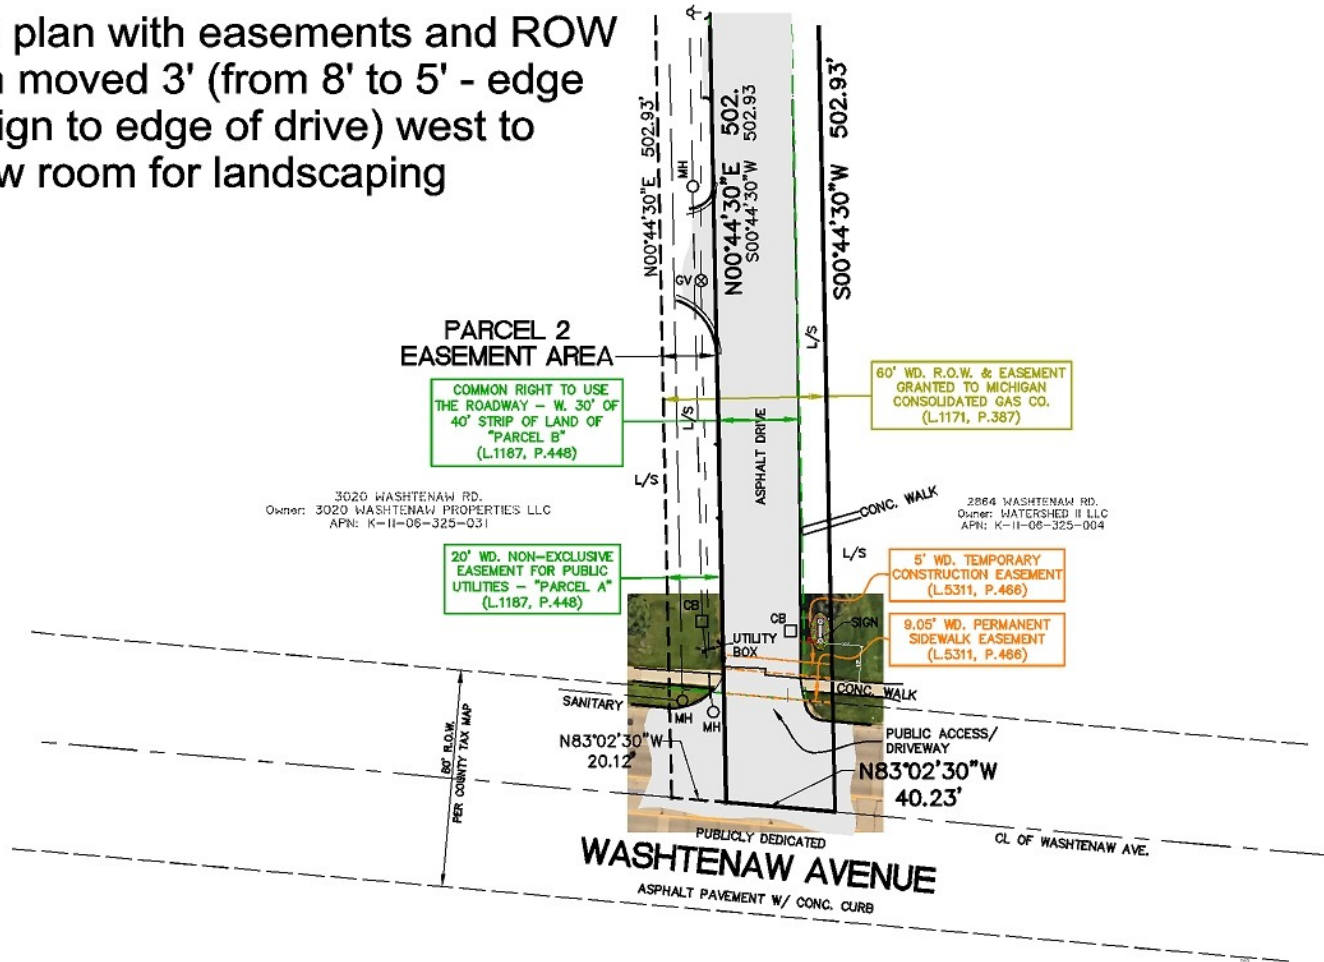 plan with easements and ROW
moved 3' (from 8' to 5' - edge
ign to edge of drive) west to
w room for landscaping
N00°44'30"E 502.93'
MH
N00°44'30"E 502.
S00°44'30"W 502.93
S00°44'30"W 502.93'
GV
L/S
PARCEL 2
EASEMENT AREA
COMMON RIGHT TO USE
THE ROADWAY – W. 30' OF
40' STRIP OF LAND OF
"PARCEL B"
(L.1187, P.448)
60' WD. R.O.W. & EASEMENT
GRANTED TO MICHIGAN
CONSOLIDATED GAS CO.
(L.1171, P.387)
L/S
ASPHALT DRIVE
L/S
3020 WASHTENAW RD.
Owner: 3020 WASHTENAW PROPERTIES LLC
APN: K-11-06-325-031
CONC. WALK
2864 WASHTENAW RD.
Owner: WATERSHED II LLC
APN: K-11-06-325-004
L/S
20' WD. NON-EXCLUSIVE
EASEMENT FOR PUBLIC
UTILITIES – "PARCEL A"
(L.1187, P.448)
5' WD. TEMPORARY
CONSTRUCTION EASEMENT
(L.5311, P.466)
9.05' WD. PERMANENT
SIDEWALK EASEMENT
(L.5311, P.466)
CB
CB
SIGN
UTILITY
BOX
CONC. WALK
SANITARY
MH
MH
N83°02'30"W
20.12'
PUBLIC ACCESS/
DRIVEWAY
N83°02'30"W
40.23'
R.O.W.
PER COUNTY TAX MAP
PUBLICLY DEDICATED
WASHTENAW AVENUE
ASPHALT PAVEMENT W/ CONC. CURB
CL OF WASHTENAW AVE.